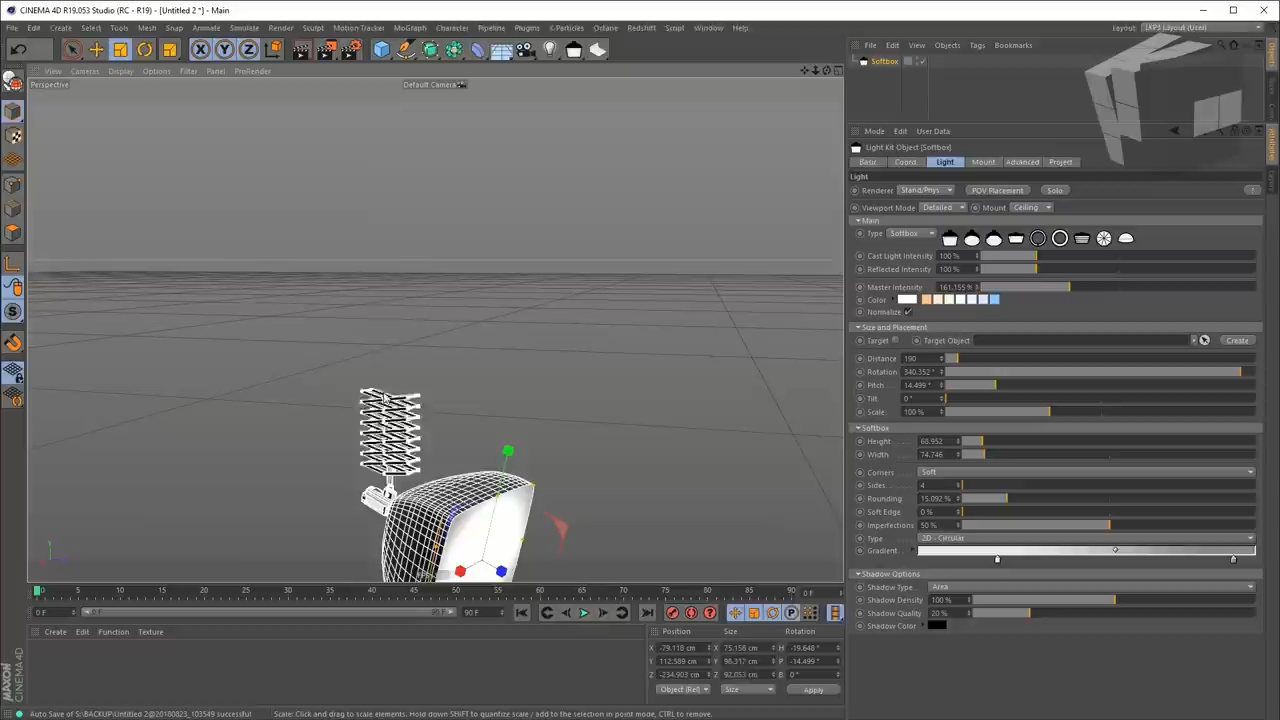 CINEMA 4D R19.053 Studio (RC - R19) - [Untitled 2 *] - Main
File Edit Create Select Tools Mesh Snap Animate Simulate Render Sculpt Motion Tracker MoGraph Character Pipeline Plugins K-Particles Octane Redshift Script Window Help
Layout:
File Edit View Objects Tags Bookmarks
Softbox
View Cameras Display Options Filter Panel ProRender
Perspective
Default Camera
Mode Edit User Data
Light Kit Object [Softbox]
Basic Coord. Light Mount Advanced Project
Light
Renderer Stand/Phys POV Placement Solo
Viewport Mode Detailed Mount Ceiling
Main
Type Softbox
Cast Light Intensity 100 %
Reflected Intensity 100 %
Master Intensity 161.155 %
Color
Normalize
Size and Placement
Target Target Object Create
Distance 190
Rotation 340.352 °
Pitch 14.499 °
Tilt 0 °
Scale 100 %
Softbox
Height 68.952
Width 74.746
Corners Soft
Sides 4
Rounding 15.092 %
Soft Edge 0 %
Imperfections 50 %
Type 2D - Circular
Gradient
Shadow Options
Shadow Type Area
Shadow Density 100 %
Shadow Quality 20 %
Shadow Color
0 5 10 15 20 25 30 35 40 45 50 55 60 65 70 75 80 85 90 0 F
0 F 0 F 90 F 90 F
Create Edit Function Texture
Position Size Rotation
X -79.118 cm X 75.158 cm H -19.648 °
Y 112.589 cm Y 98.317 cm P -14.499 °
Z -234.903 cm Z 92.053 cm B 0 °
Object (Rel) Size Apply
MAXON CINEMA 4D
Auto Save of S:\BACKUP\Untitled 2@20180823_103549 successful Scale: Click and drag to scale elements. Hold down SHIFT to quantize scale / add to the selection in point mode, CTRL to remove.